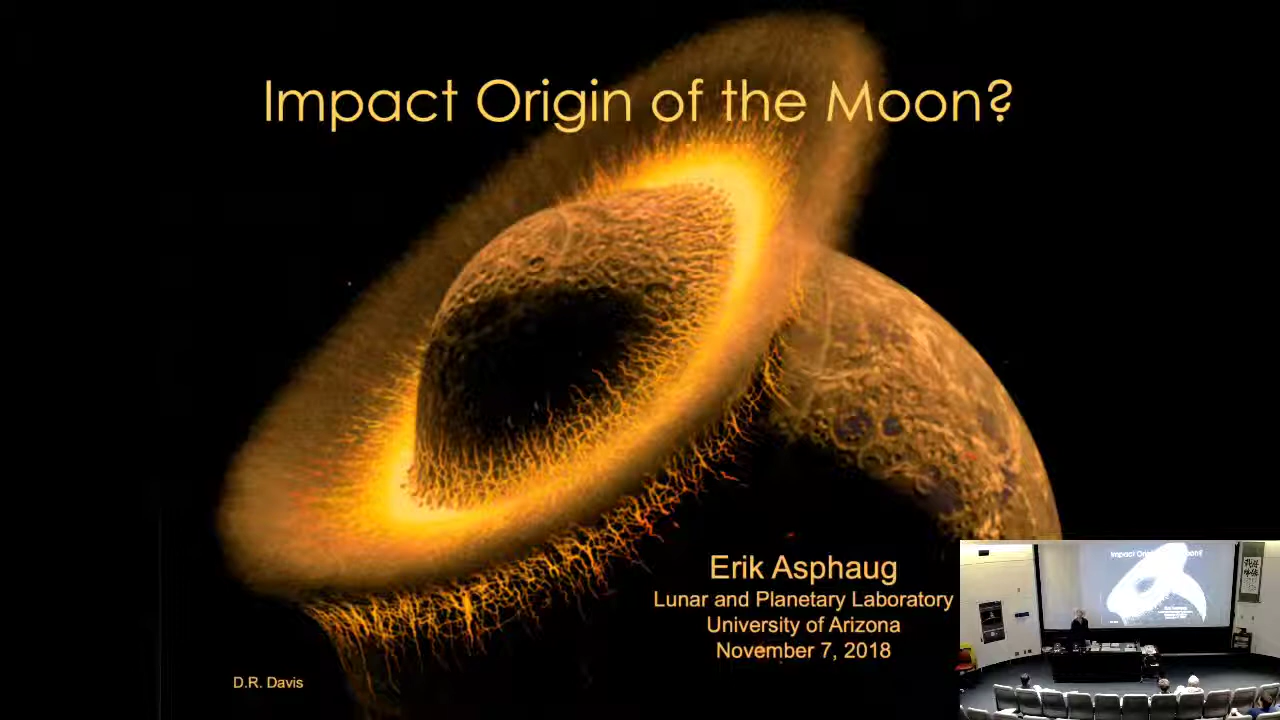 Impact Origin of the Moon?
Erik Asphaug
Lunar and Planetary Laboratory
University of Arizona
November 7, 2018
D.R. Davis